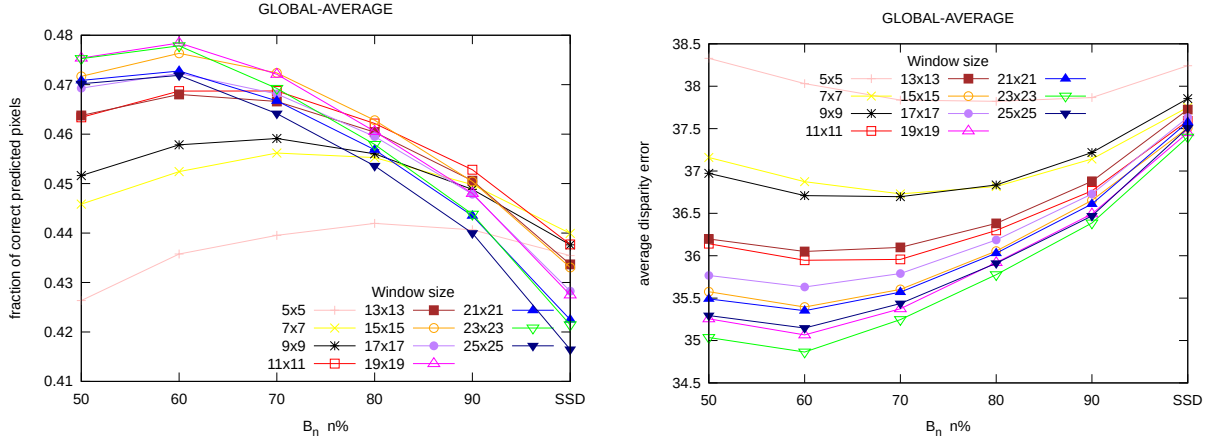 GLOBAL-AVERAGE
fraction of correct predicted pixels
0.48
0.47
0.46
0.45
0.44
0.43
0.42
0.41
Window size
5x5 13x13 21x21
7x7 15x15 23x23
9x9 17x17 25x25
11x11 19x19
50 60 70 80 90 SSD
Bn n%
GLOBAL-AVERAGE
average disparity error
38.5
38
37.5
37
36.5
36
35.5
35
34.5
Window size
5x5 13x13 21x21
7x7 15x15 23x23
9x9 17x17 25x25
11x11 19x19
50 60 70 80 90 SSD
Bn n%